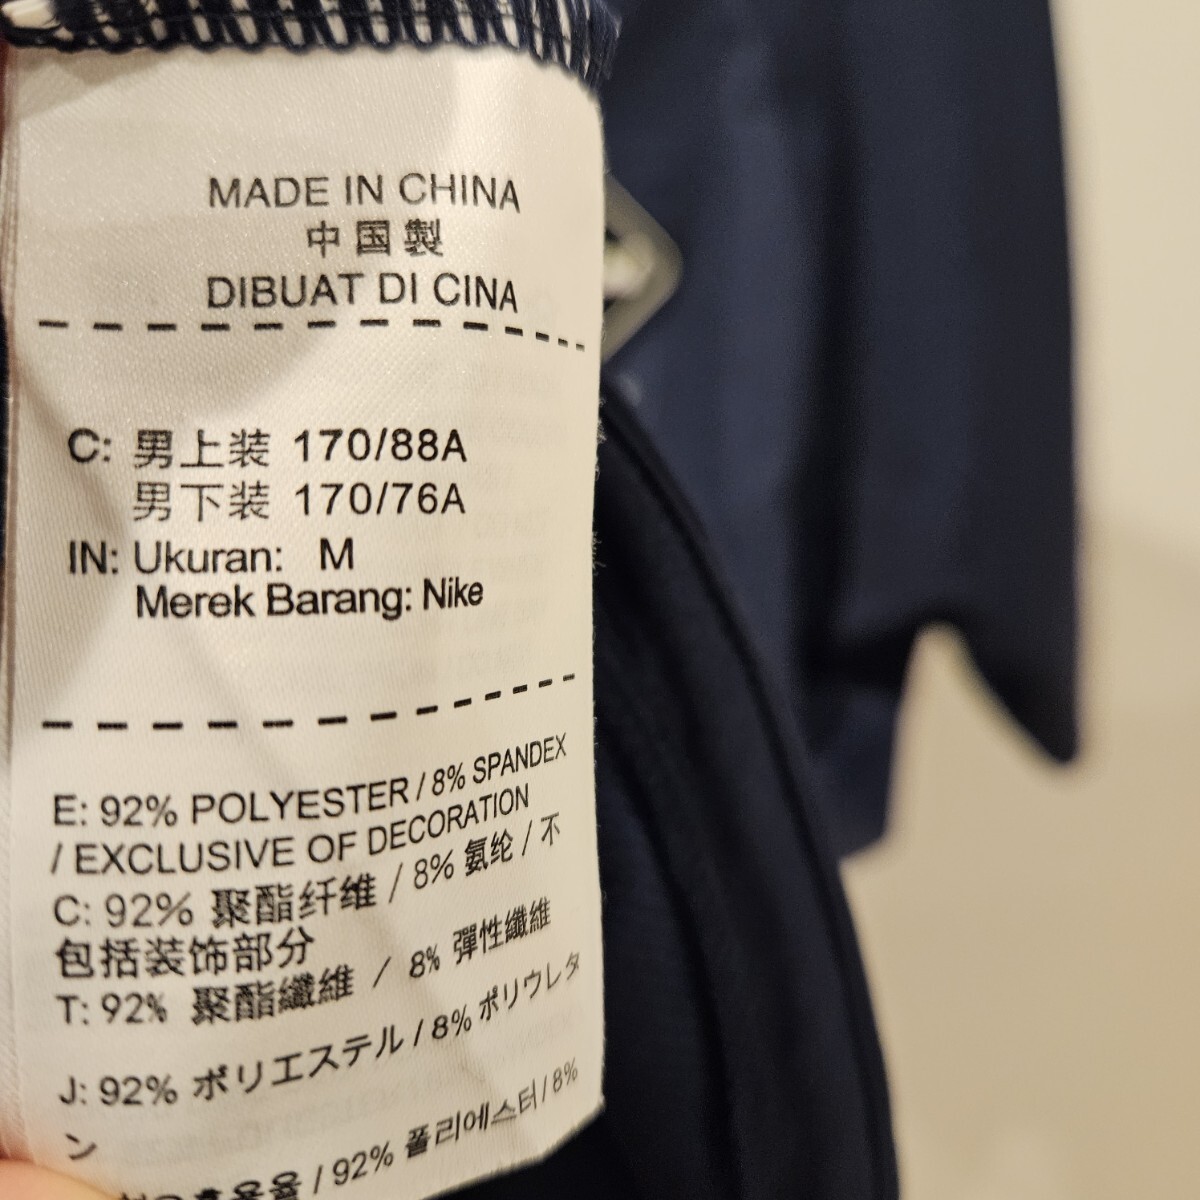 MADE IN CHINA
中国製
DIBUAT DI CINA
C: 男上装 170/88A
男下装 170/76A
IN: Ukuran: M
Merek Barang: Nike
E: 92% POLYESTER / 8% SPANDEX
/ EXCLUSIVE OF DECORATION
C: 92% 聚酯纤维 / 8% 氨纶 / 不
包括装饰部分
T: 92% 聚酯纖維 / 8% 彈性纖維
J: 92% ポリエステル / 8% ポリウレタ
ン
/ 92% 폴리에스터 / 8%